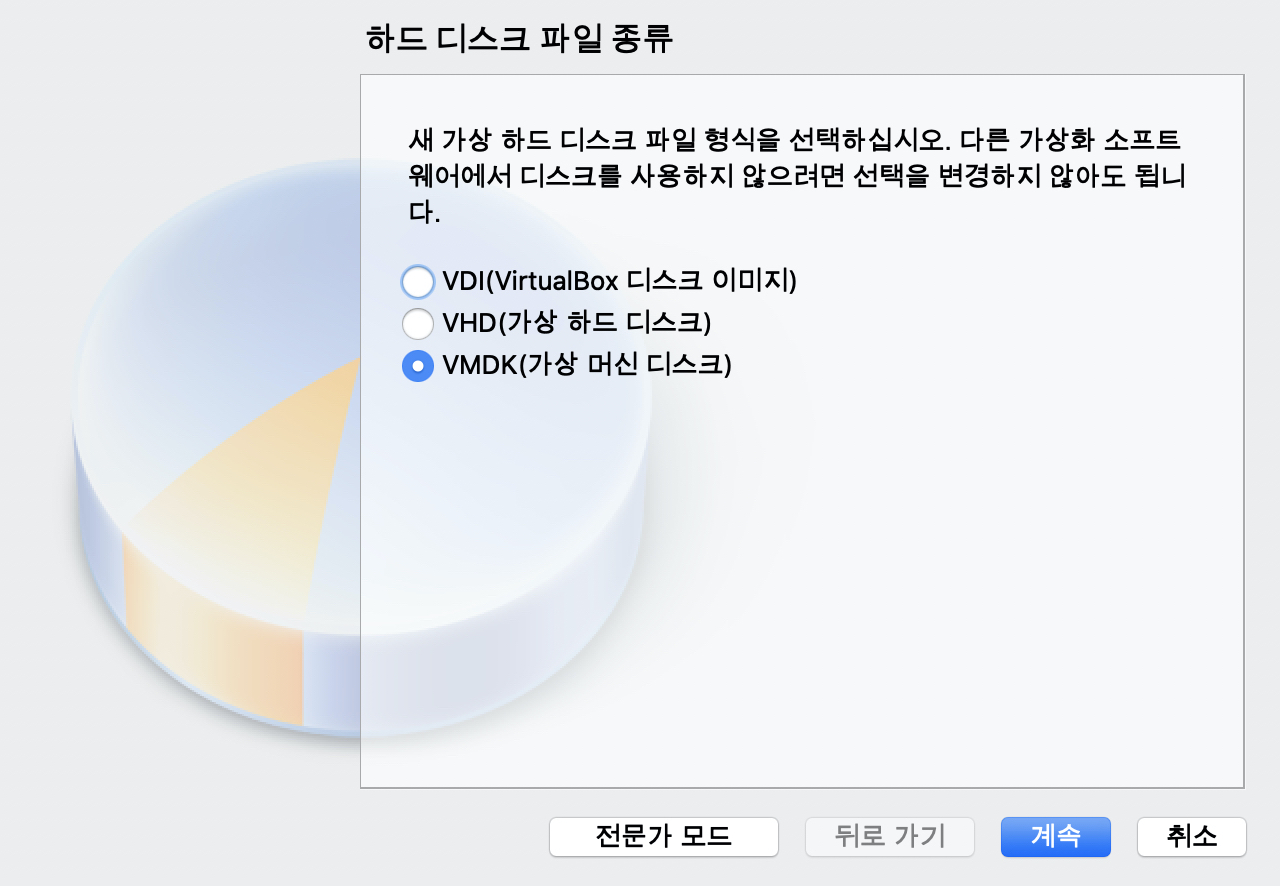 하드 디스크 파일 종류
새 가상 하드 디스크 파일 형식을 선택하십시오. 다른 가상화 소프트
웨어에서 디스크를 사용하지 않으려면 선택을 변경하지 않아도 됩니
다.
VDI(VirtualBox 디스크 이미지)
VHD(가상 하드 디스크)
VMDK(가상 머신 디스크)
전문가 모드 뒤로 가기 계속 취소